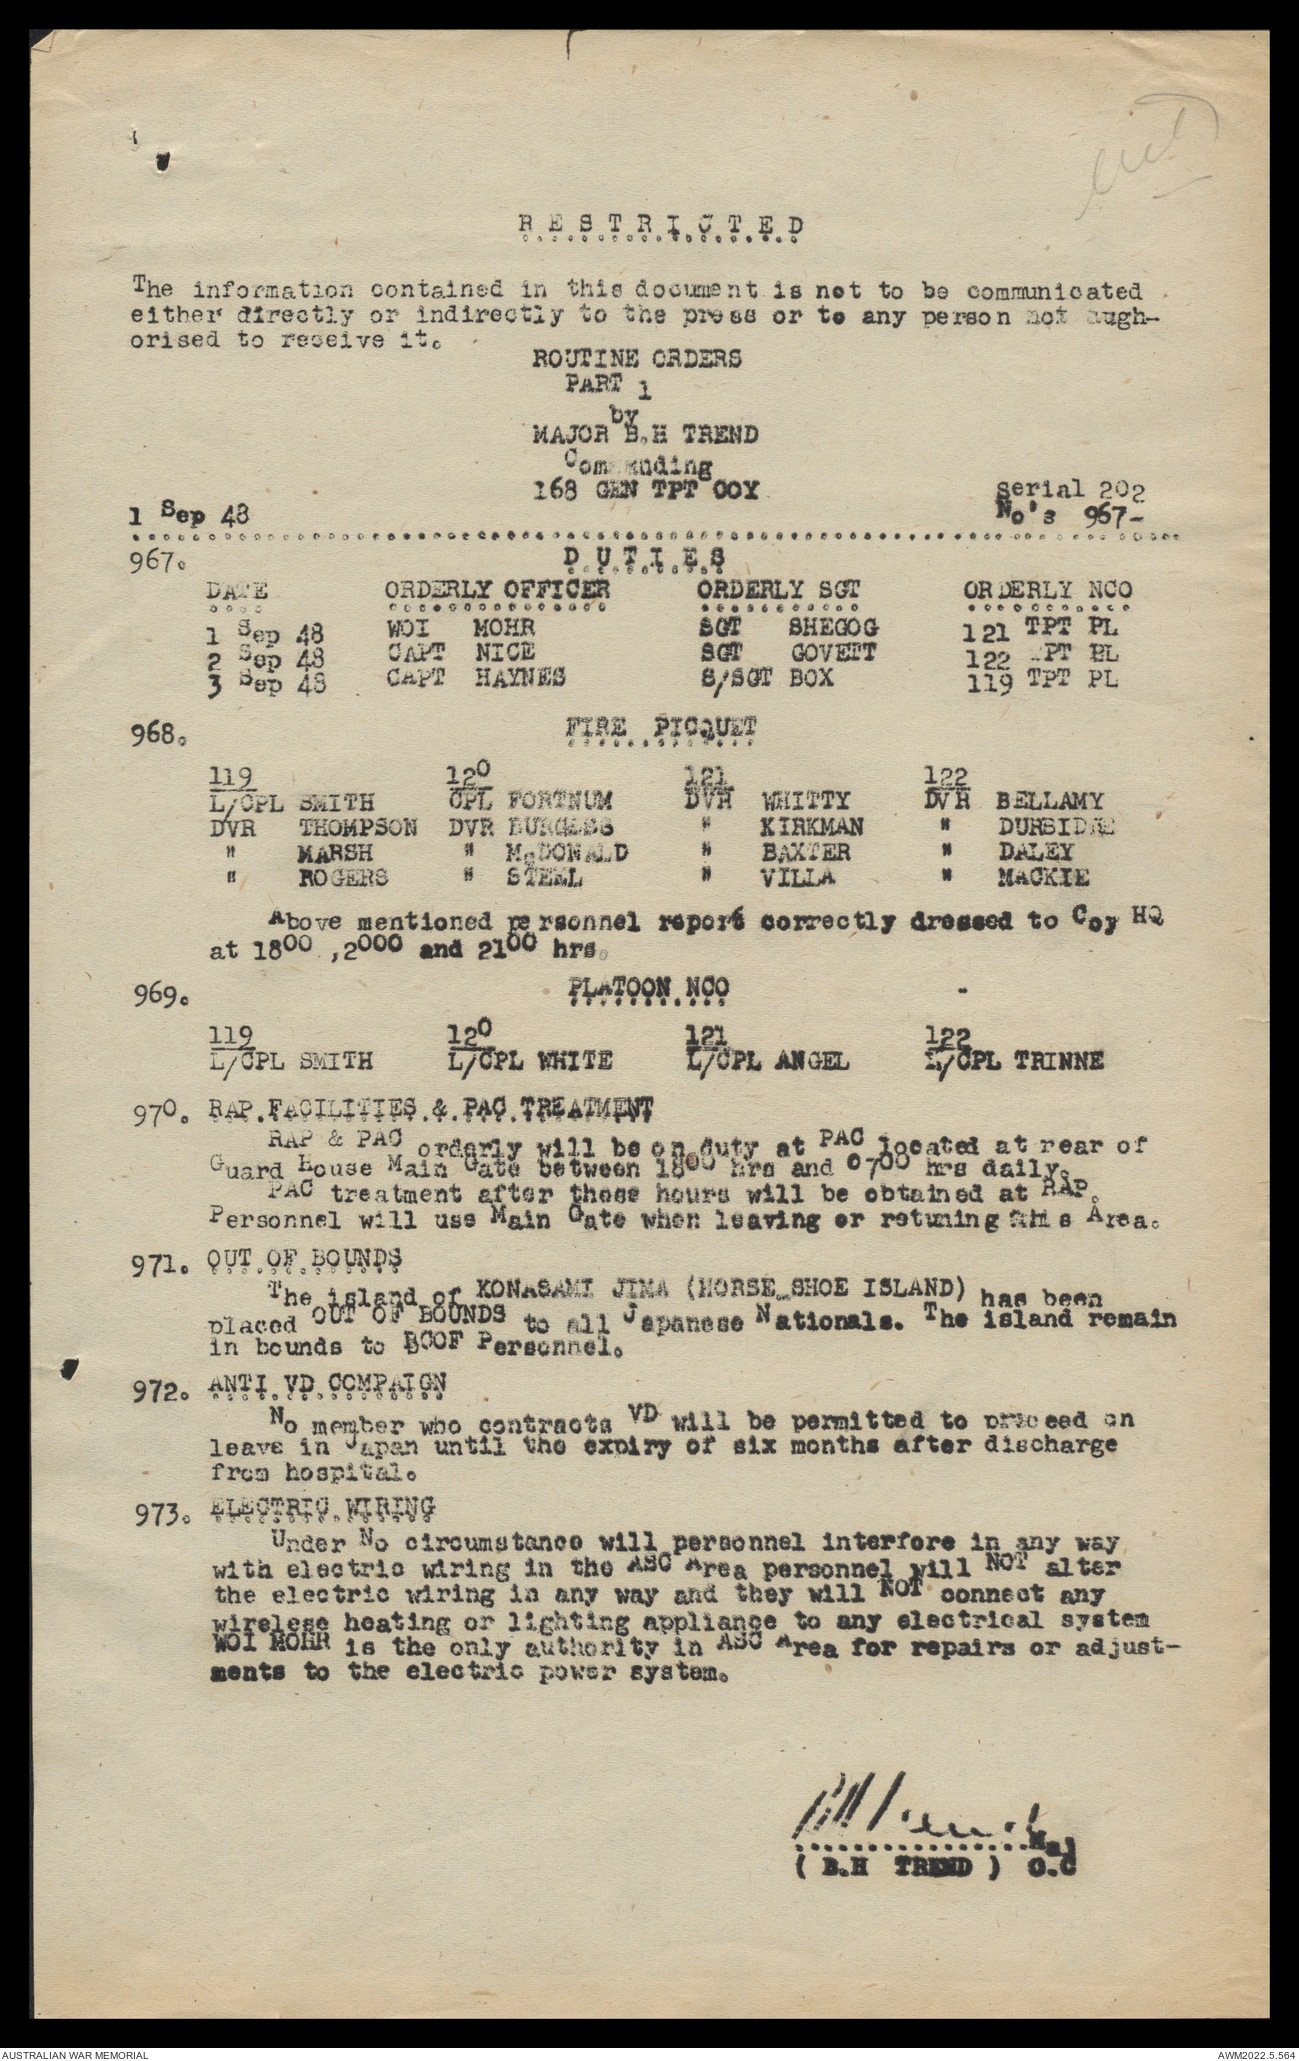 RESTRICTED
The information contained in this document is not to be communicated
either directly or indirectly to the press or to any person not augh-
orised to receive it.
ROUTINE ORDERS
PART 1
by
MAJOR B.H TREND
Commanding
168 GEN TPT COY
serial 202
1 Sep 48 No's 967-
967. DUTIES
DATE ORDERLY OFFICER ORDERLY SGT ORDERLY NCO
1 Sep 48 WOI MOHR SGT SHEGOG 121 TPT PL
2 Sep 48 CAPT NICE SGT GOVETT 122 TPT PL
3 Sep 48 CAPT HAYNES S/SGT BOX 119 TPT PL
968. FIRE PICQUET
119 120 121 122
L/CPL SMITH CPL FORTNUM DVR WHITTY DVR BELLAMY
DVR THOMPSON DVR BURGESS " KIRKMAN "
" MARSH " McDONALD " BAXTER " DALEY
" ROGERS " STEEL " VILLA " MACKIE
Above mentioned personnel report correctly dressed to Coy HQ
at 1800 ,2000 and 2100 hrs.
969. PLATOON NCO
119 120 121 122
L/CPL SMITH L/CPL WHITE L/CPL ANGEL L/CPL TRINNE
970. RAP FACILITIES & PAC TREATMENT
RAP & PAC orderly will be on duty at PAC located at rear of
Guard House Main Gate between 1800 hrs and 0700 hrs daily.
PAC treatment after these hours will be obtained at RAP.
Personnel will use Main Gate when leaving or retuning this Area.
971. OUT OF BOUNDS
The island of KONASAMI JIMA (HORSE SHOE ISLAND) has been
placed OUT OF BOUNDS to all Japanese Nationals. The island remain
in bounds to BCOF Personnel.
972. ANTI VD COMPAIGN
No member who contracts VD will be permitted to proceed on
leave in Japan until the expiry of six months after discharge
from hospital.
973. ELECTRIC WIRING
Under No circumstance will personnel interfere in any way
with electric wiring in the ASC Area personnel will NOT alter
the electric wiring in any way and they will NOT connect any
wireless heating or lighting appliance to any electrical system
WOI MOHR is the only authority in ASC Area for repairs or adjust-
ments to the electric power system.
BHTrend
Maj
( B.H TREND ) O.C
AUSTRALIAN WAR MEMORIAL AWM2022.5.564